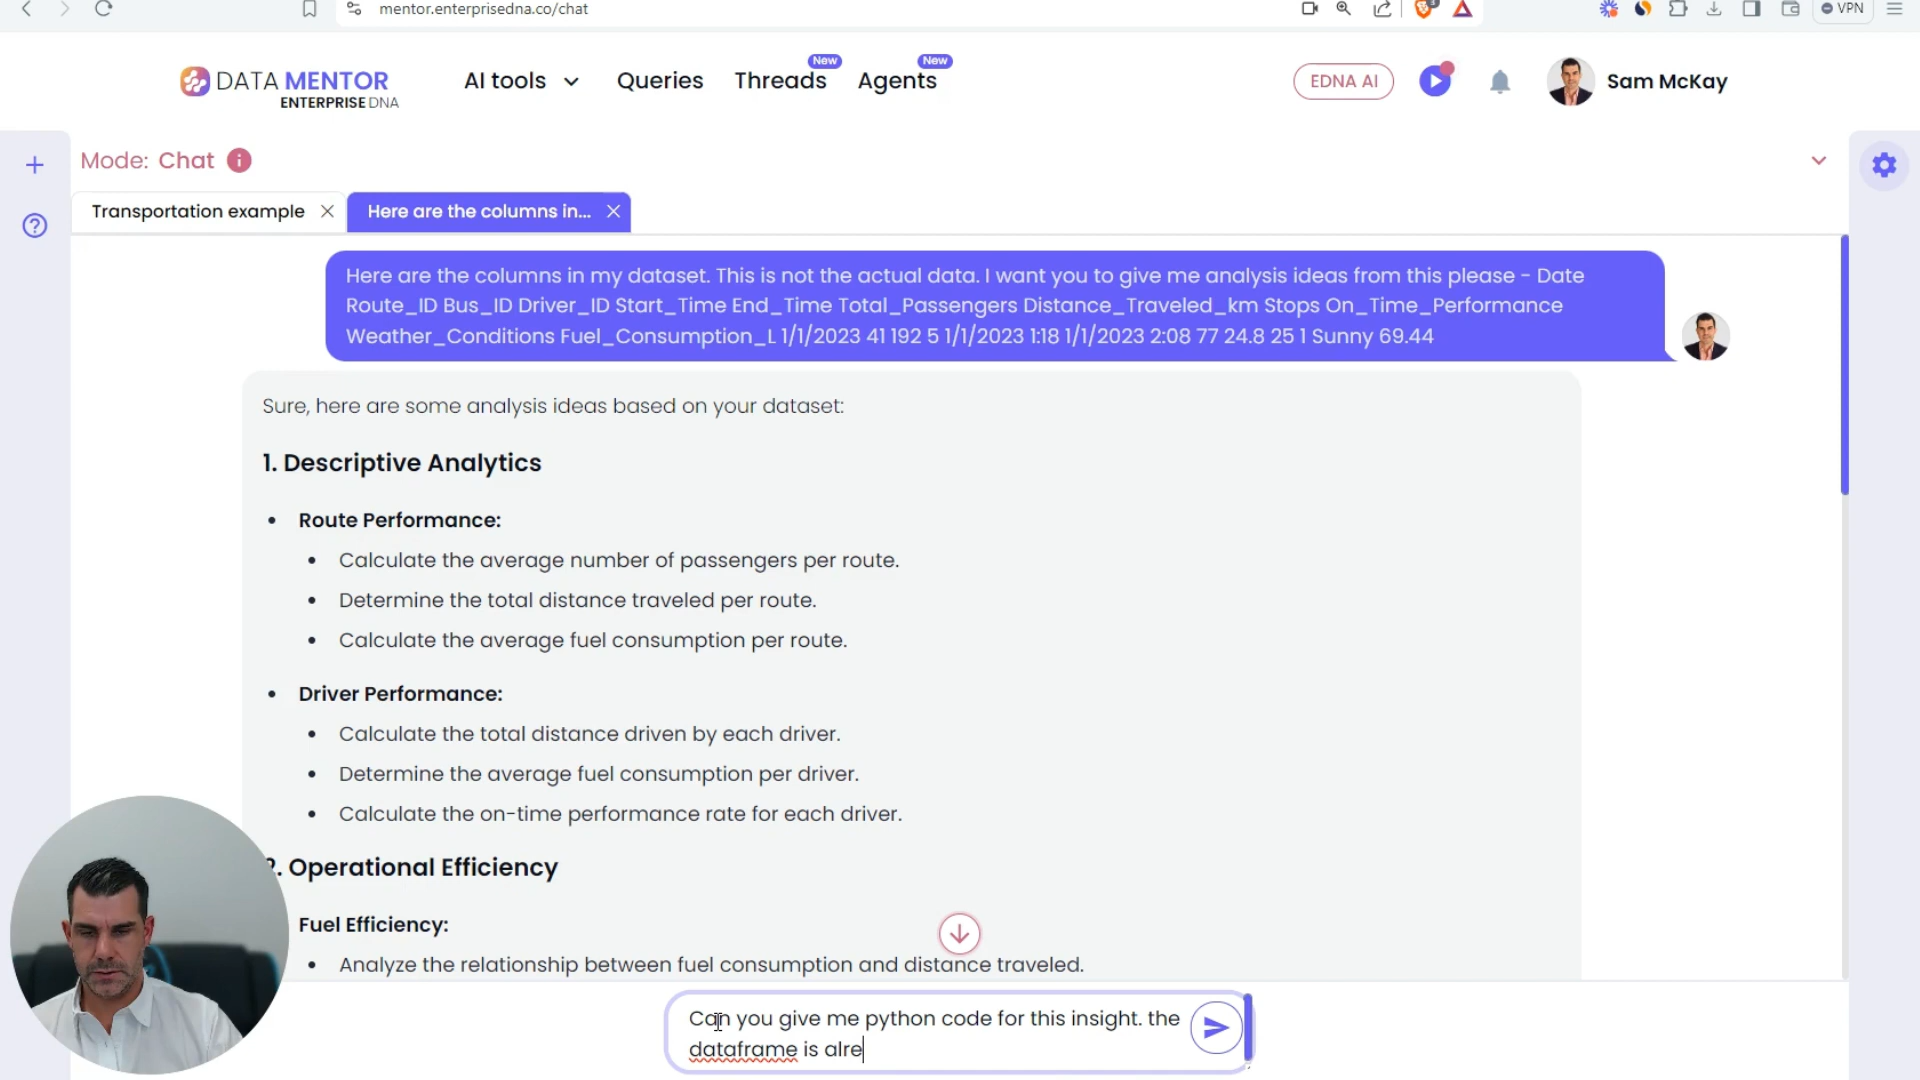 mentor.enterprisedna.co/chat
VPN
DATA MENTOR
ENTERPRISE DNA
AI tools
Queries
Threads
New
Agents
New
EDNA AI
Sam McKay
Mode: Chat
Transportation example
Here are the columns in...
Here are the columns in my dataset. This is not the actual data. I want you to give me analysis ideas from this please - Date
Route_ID Bus_ID Driver_ID Start_Time End_Time Total_Passengers Distance_Traveled_km Stops On_Time_Performance
Weather_Conditions Fuel_Consumption_L 1/1/2023 41 192 5 1/1/2023 1:18 1/1/2023 2:08 77 24.8 25 1 Sunny 69.44
Sure, here are some analysis ideas based on your dataset:
1. Descriptive Analytics
• Route Performance:
• Calculate the average number of passengers per route.
• Determine the total distance traveled per route.
• Calculate the average fuel consumption per route.
• Driver Performance:
• Calculate the total distance driven by each driver.
• Determine the average fuel consumption per driver.
• Calculate the on-time performance rate for each driver.
2. Operational Efficiency
Fuel Efficiency:
• Analyze the relationship between fuel consumption and distance traveled.
Can you give me python code for this insight. the
dataframe is alre